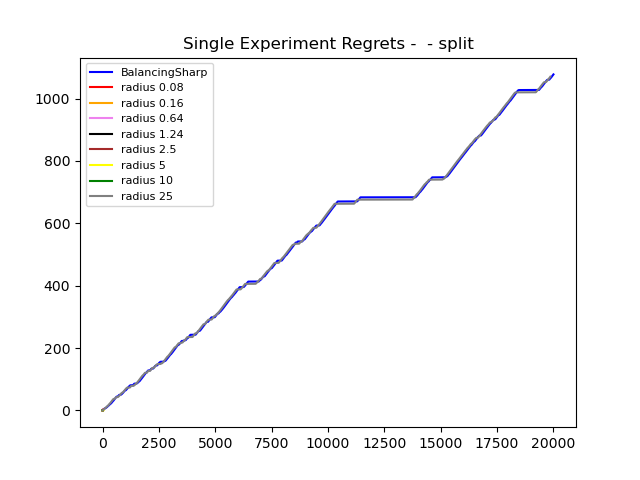 Single Experiment Regrets -  - split
BalancingSharp
radius 0.08
radius 0.16
radius 0.64
radius 1.24
radius 2.5
radius 5
radius 10
radius 25
1000
800
600
400
200
0
0 2500 5000 7500 10000 12500 15000 17500 20000